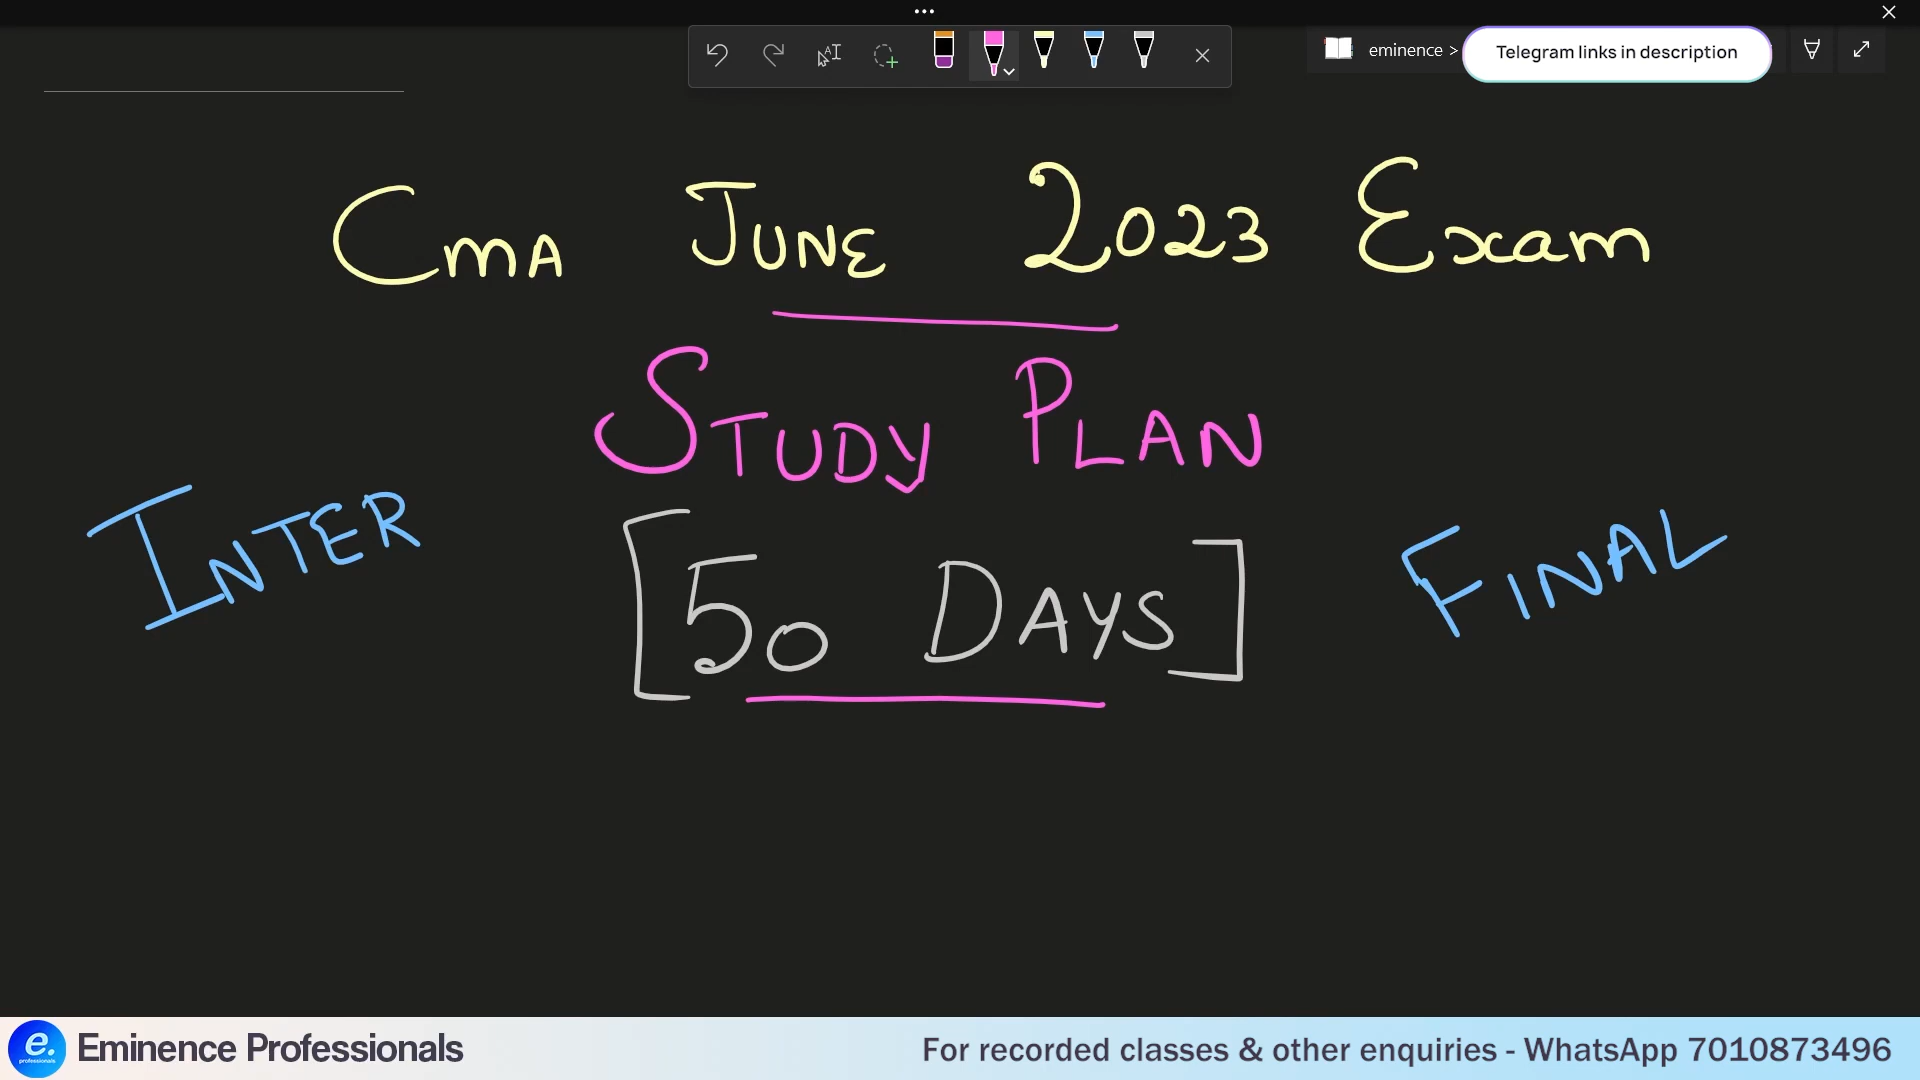 eminence >
Telegram links in description
CMA JUNE 2023 Exam
STUDY PLAN
INTER
[50 DAYS]
FINAL
e.
professionals
Eminence Professionals
For recorded classes & other enquiries - WhatsApp 7010873496